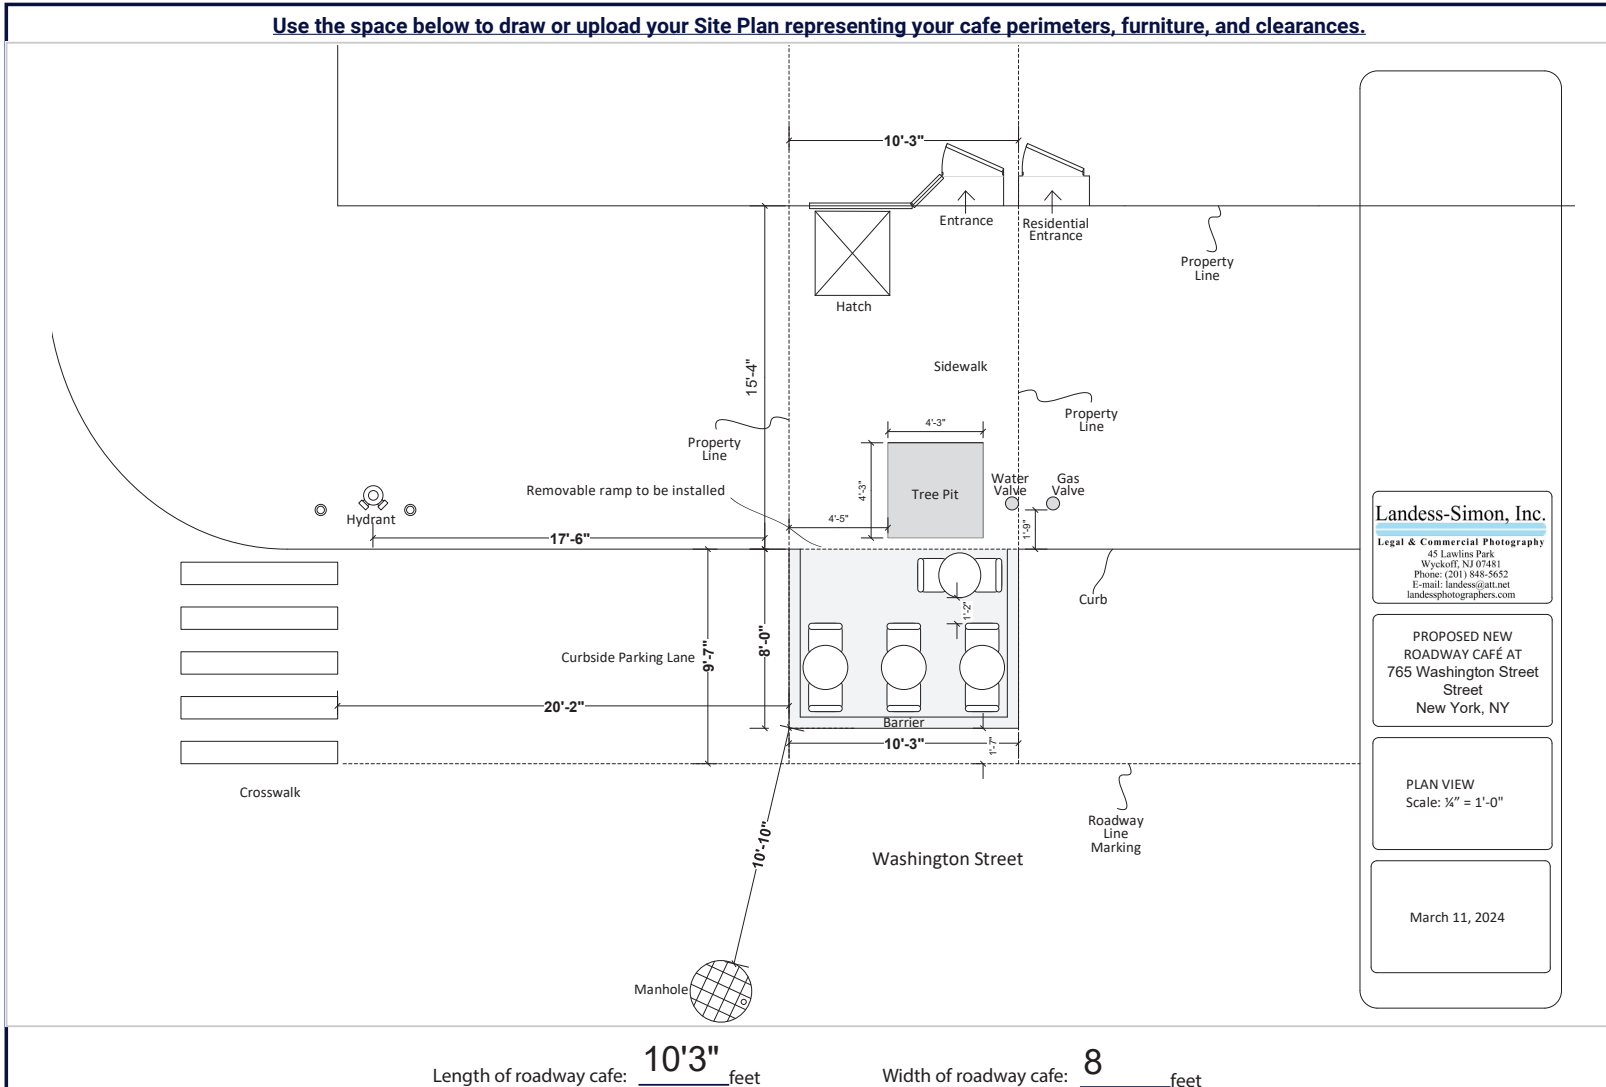 Use the space below to draw or upload your Site Plan representing your cafe perimeters, furniture, and clearances.
10'-3"
Entrance
Residential
Entrance
Property
Line
Hatch
15'-4"
Sidewalk
Property
Line
Property
Line
4'-3"
4'-3"
Tree Pit
Water
Valve
Gas
Valve
Removable ramp to be installed
4'-5"
1'-9"
Hydrant
17'-6"
Curb
1'-2"
Curbside Parking Lane
9'-7"
8'-0"
20'-2"
Barrier
10'-3"
1'-7"
Crosswalk
Roadway
Line
Marking
10'-10"
Washington Street
Manhole
Landess-Simon, Inc.
Legal & Commercial Photography
45 Lawlins Park
Wyckoff, NJ 07481
Phone: (201) 848-5652
E-mail: landess@att.net
landessphotographers.com
PROPOSED NEW
ROADWAY CAFÉ AT
765 Washington Street
Street
New York, NY
PLAN VIEW
Scale: ¼” = 1'-0"
March 11, 2024
Length of roadway cafe: 10'3" feet
Width of roadway cafe: 8 feet